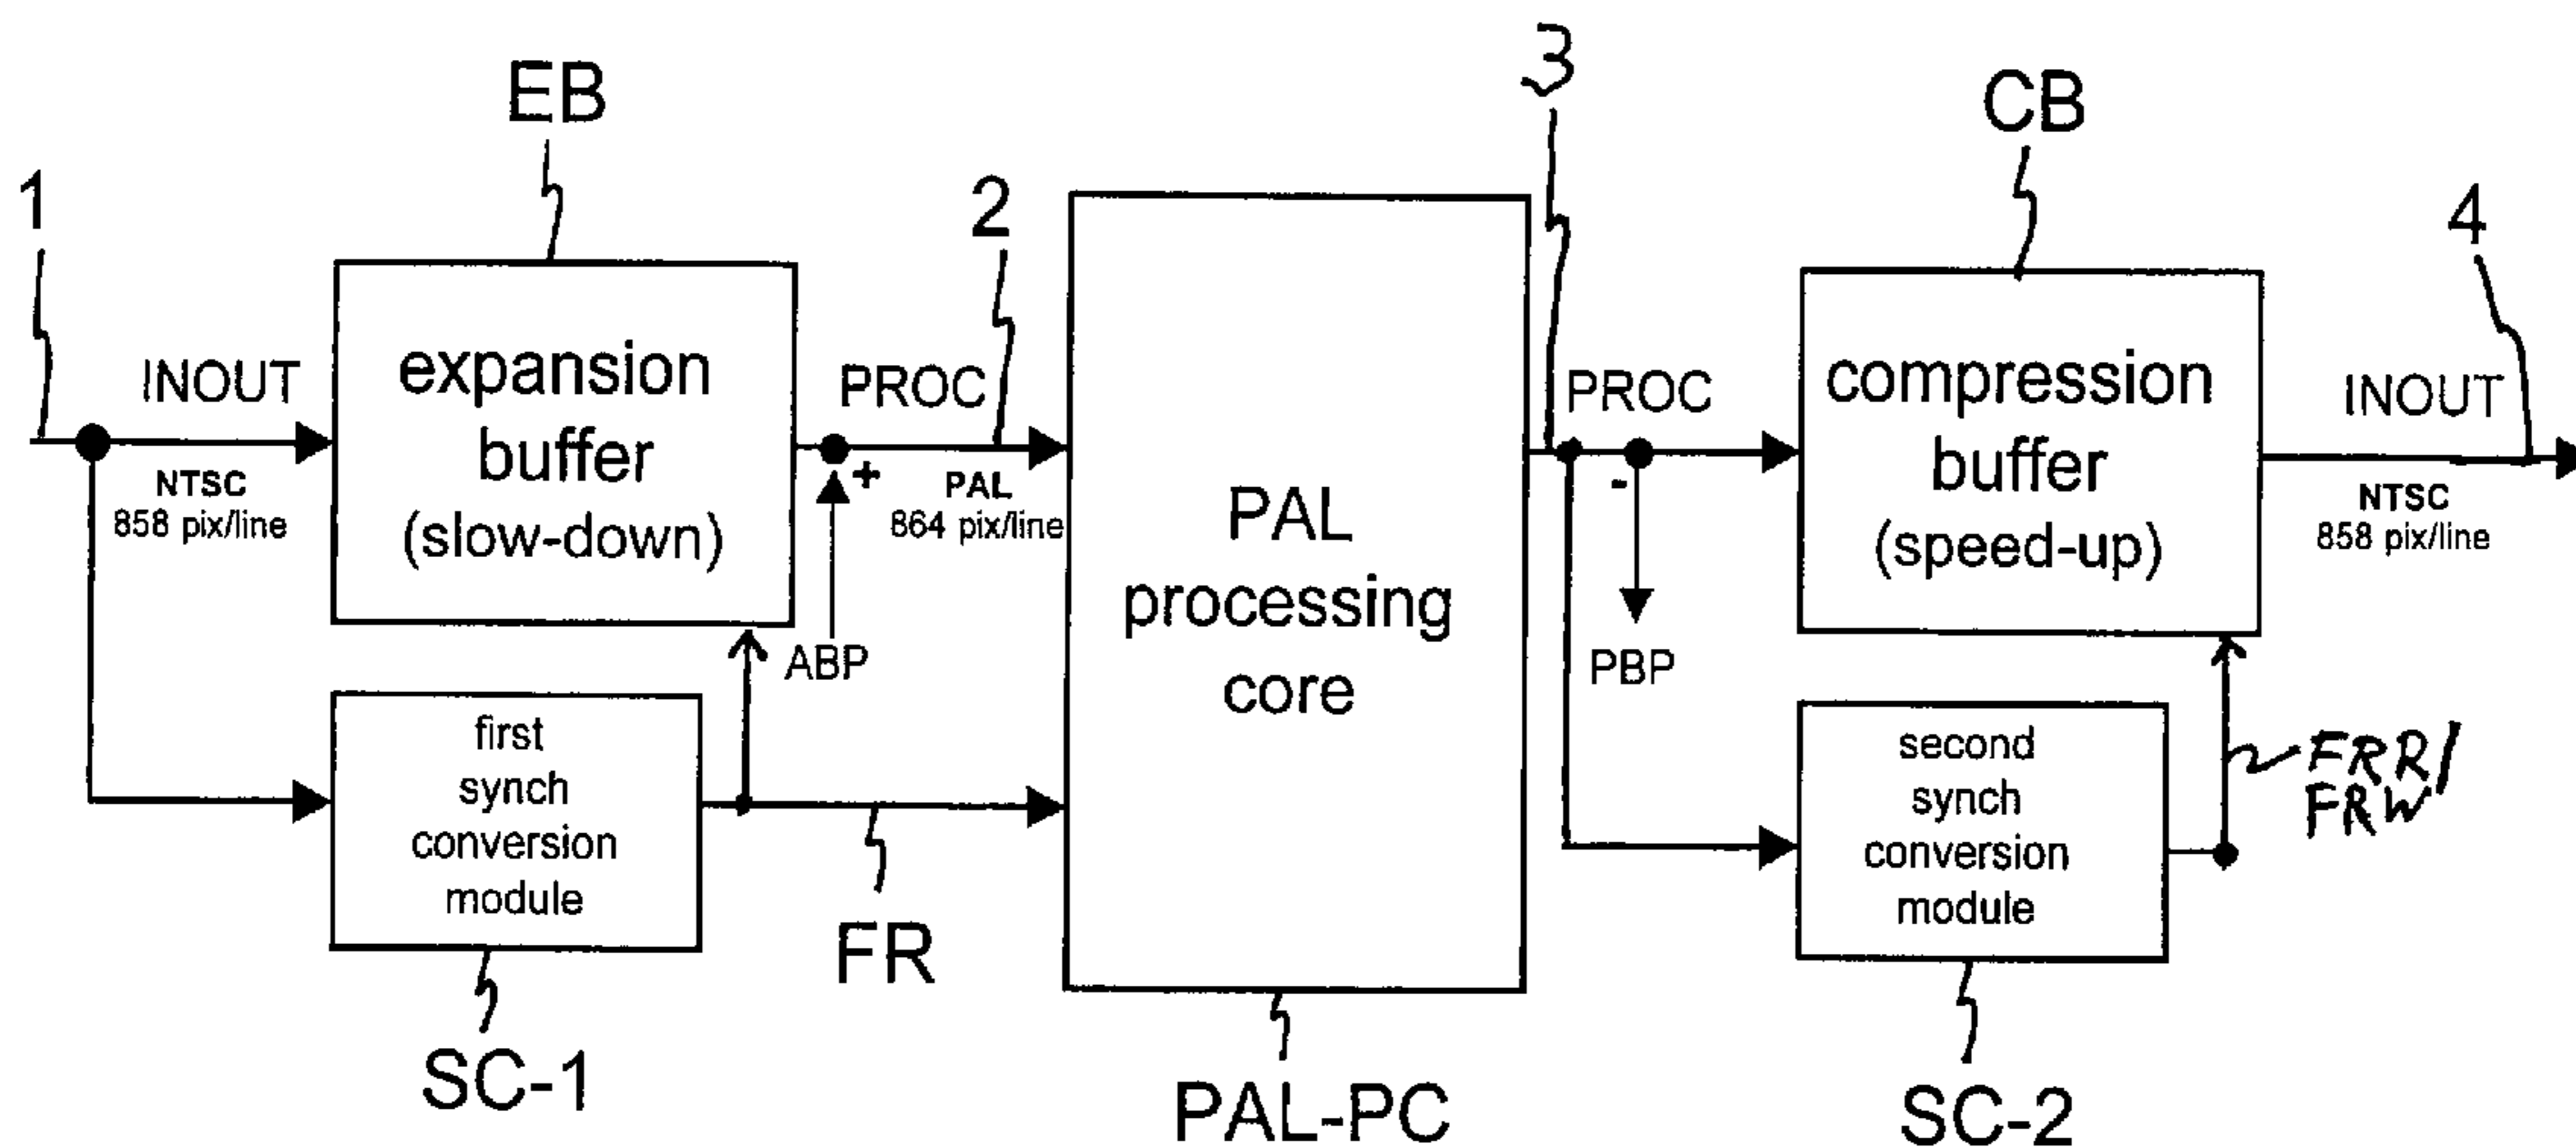 EB
3
CB
1
2
4
INOUT
NTSC
858 pix/line
expansion
buffer
(slow-down)
PROC
+
PAL
864 pix/line
ABP
PAL
processing
core
PROC
-
PBP
compression
buffer
(speed-up)
INOUT
NTSC
858 pix/line
first
synch
conversion
module
FR
second
synch
conversion
module
FRR/
FRW
SC-1
PAL-PC
SC-2